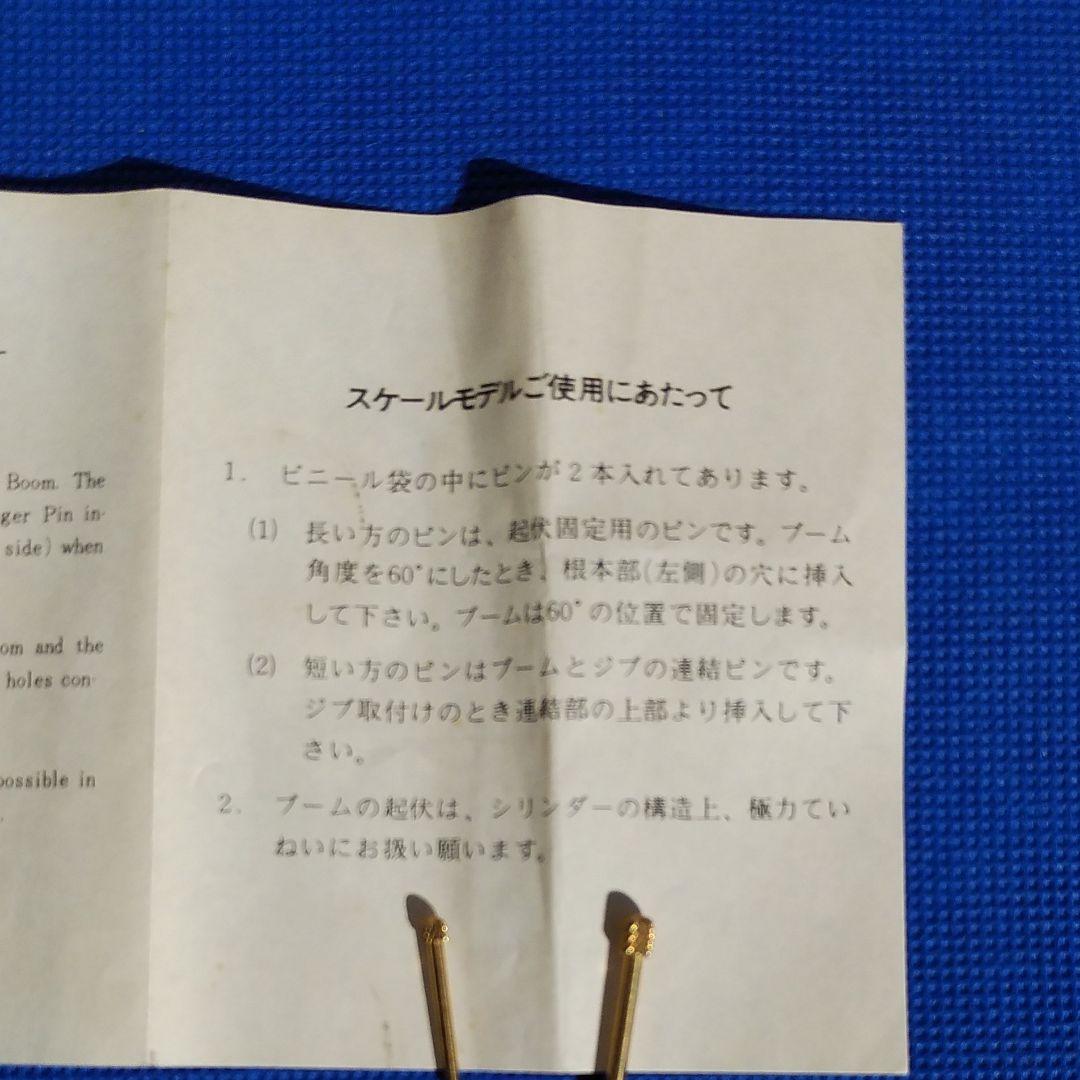 Boom. The
ger Pin in-
side) when
om and the
holes con-
possible in
スケールモデルご使用にあたって
1. ビニール袋の中にピンが2本入れてあります。
(1) 長い方のピンは、起伏固定用のピンです。ブーム
角度を60°にしたとき、根本部(左側)の穴に挿入
して下さい。ブームは60°の位置で固定します。
(2) 短い方のピンはブームとジブの連結ピンです。
ジブ取付けのとき連結部の上部より挿入して下
さい。
2. ブームの起伏は、シリンダーの構造上、極力てい
ねいにお扱い願います。